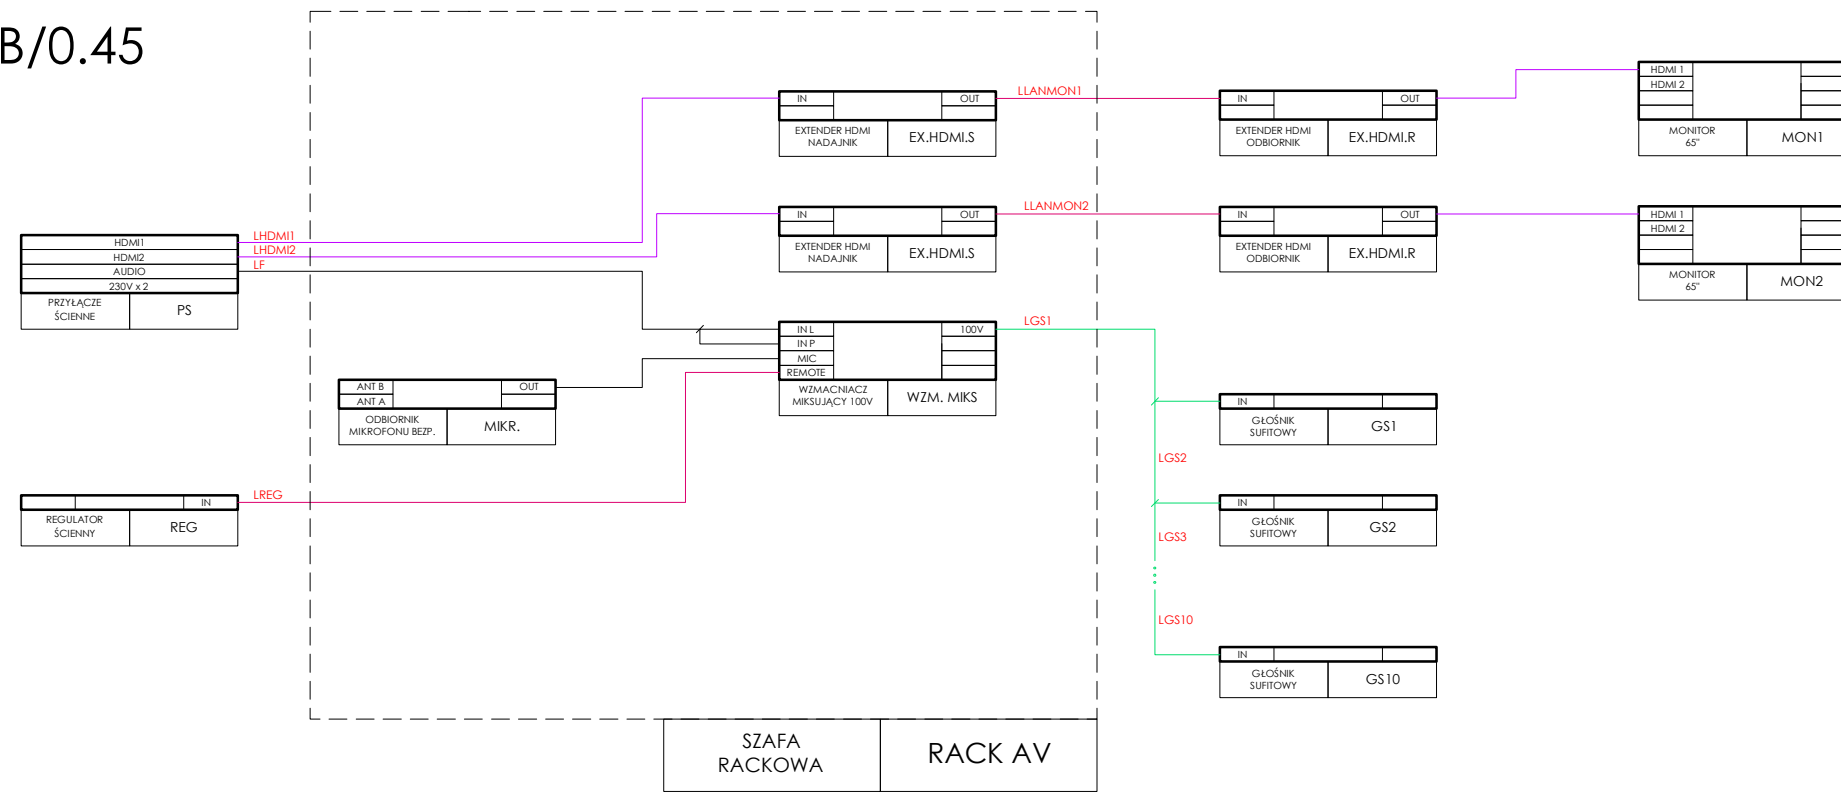 B/0.45
IN
OUT
EXTENDER HDMI
NADAJNIK
EX.HDMI.S
LLANMON1
IN
OUT
EXTENDER HDMI
ODBIORNIK
EX.HDMI.R
HDMI 1
HDMI 2
MONITOR
65"
MON1
IN
OUT
EXTENDER HDMI
NADAJNIK
EX.HDMI.S
LLANMON2
IN
OUT
EXTENDER HDMI
ODBIORNIK
EX.HDMI.R
HDMI 1
HDMI 2
MONITOR
65"
MON2
HDMI1
HDMI2
AUDIO
230V x 2
PRZYŁĄCZE
ŚCIENNE
PS
LHDMI1
LHDMI2
LF
IN L
IN P
MIC
REMOTE
100V
WZMACNIACZ
MIKSUJĄCY 100V
WZM. MIKS
LGS1
ANT B
ANT A
OUT
ODBIORNIK
MIKROFONU BEZP.
MIKR.
IN
GŁOŚNIK
SUFITOWY
GS1
LGS2
IN
REGULATOR
ŚCIENNY
REG
LREG
IN
GŁOŚNIK
SUFITOWY
GS2
LGS3
LGS10
IN
GŁOŚNIK
SUFITOWY
GS10
SZAFA
RACKOWA
RACK AV